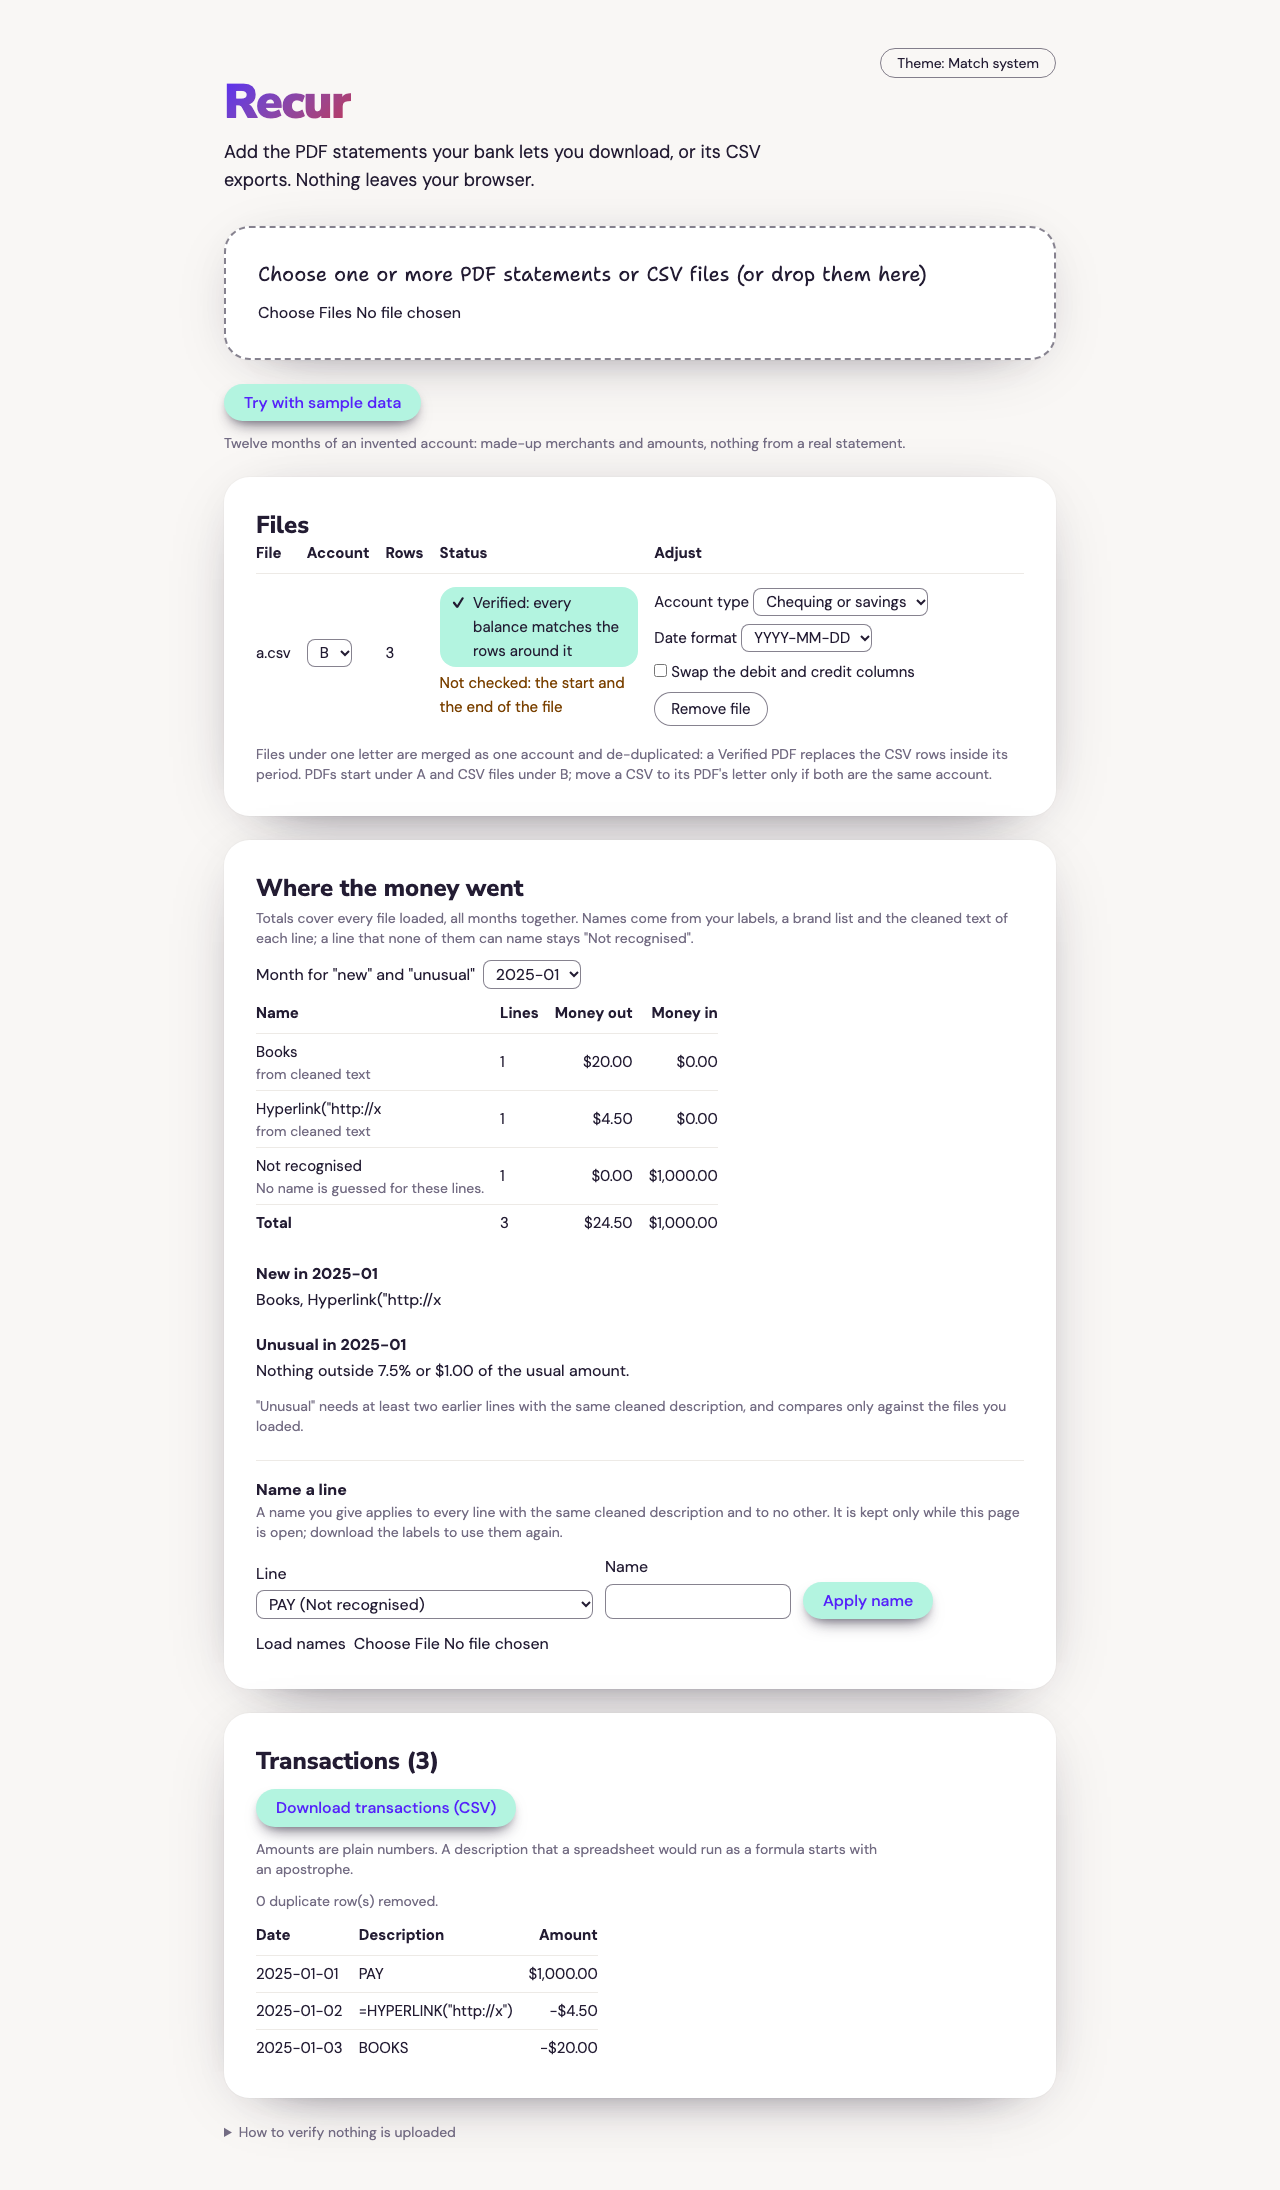 Theme: Match system
Recur
Add the PDF statements your bank lets you download, or its CSV
exports. Nothing leaves your browser.
Choose one or more PDF statements or CSV files (or drop them here)
Choose Files No file chosen
Try with sample data
Twelve months of an invented account: made-up merchants and amounts, nothing from a real statement.
Files
File Account Rows Status Adjust
a.csv B 3
✓ Verified: every
balance matches the
rows around it
Not checked: the start and
the end of the file
Account type Chequing or savings
Date format YYYY-MM-DD
Swap the debit and credit columns
Remove file
Files under one letter are merged as one account and de-duplicated: a Verified PDF replaces the CSV rows inside its
period. PDFs start under A and CSV files under B; move a CSV to its PDF's letter only if both are the same account.
Where the money went
Totals cover every file loaded, all months together. Names come from your labels, a brand list and the cleaned text of
each line; a line that none of them can name stays "Not recognised".
Month for "new" and "unusual" 2025-01
Name Lines Money out Money in
Books
from cleaned text
1 $20.00 $0.00
Hyperlink("http://x
from cleaned text
1 $4.50 $0.00
Not recognised
No name is guessed for these lines.
1 $0.00 $1,000.00
Total 3 $24.50 $1,000.00
New in 2025-01
Books, Hyperlink("http://x
Unusual in 2025-01
Nothing outside 7.5% or $1.00 of the usual amount.
"Unusual" needs at least two earlier lines with the same cleaned description, and compares only against the files you
loaded.
Name a line
A name you give applies to every line with the same cleaned description and to no other. It is kept only while this page
is open; download the labels to use them again.
Line
PAY (Not recognised)
Name
Apply name
Load names Choose File No file chosen
Transactions (3)
Download transactions (CSV)
Amounts are plain numbers. A description that a spreadsheet would run as a formula starts with
an apostrophe.
0 duplicate row(s) removed.
Date Description Amount
2025-01-01 PAY $1,000.00
2025-01-02 =HYPERLINK("http://x") -$4.50
2025-01-03 BOOKS -$20.00
How to verify nothing is uploaded